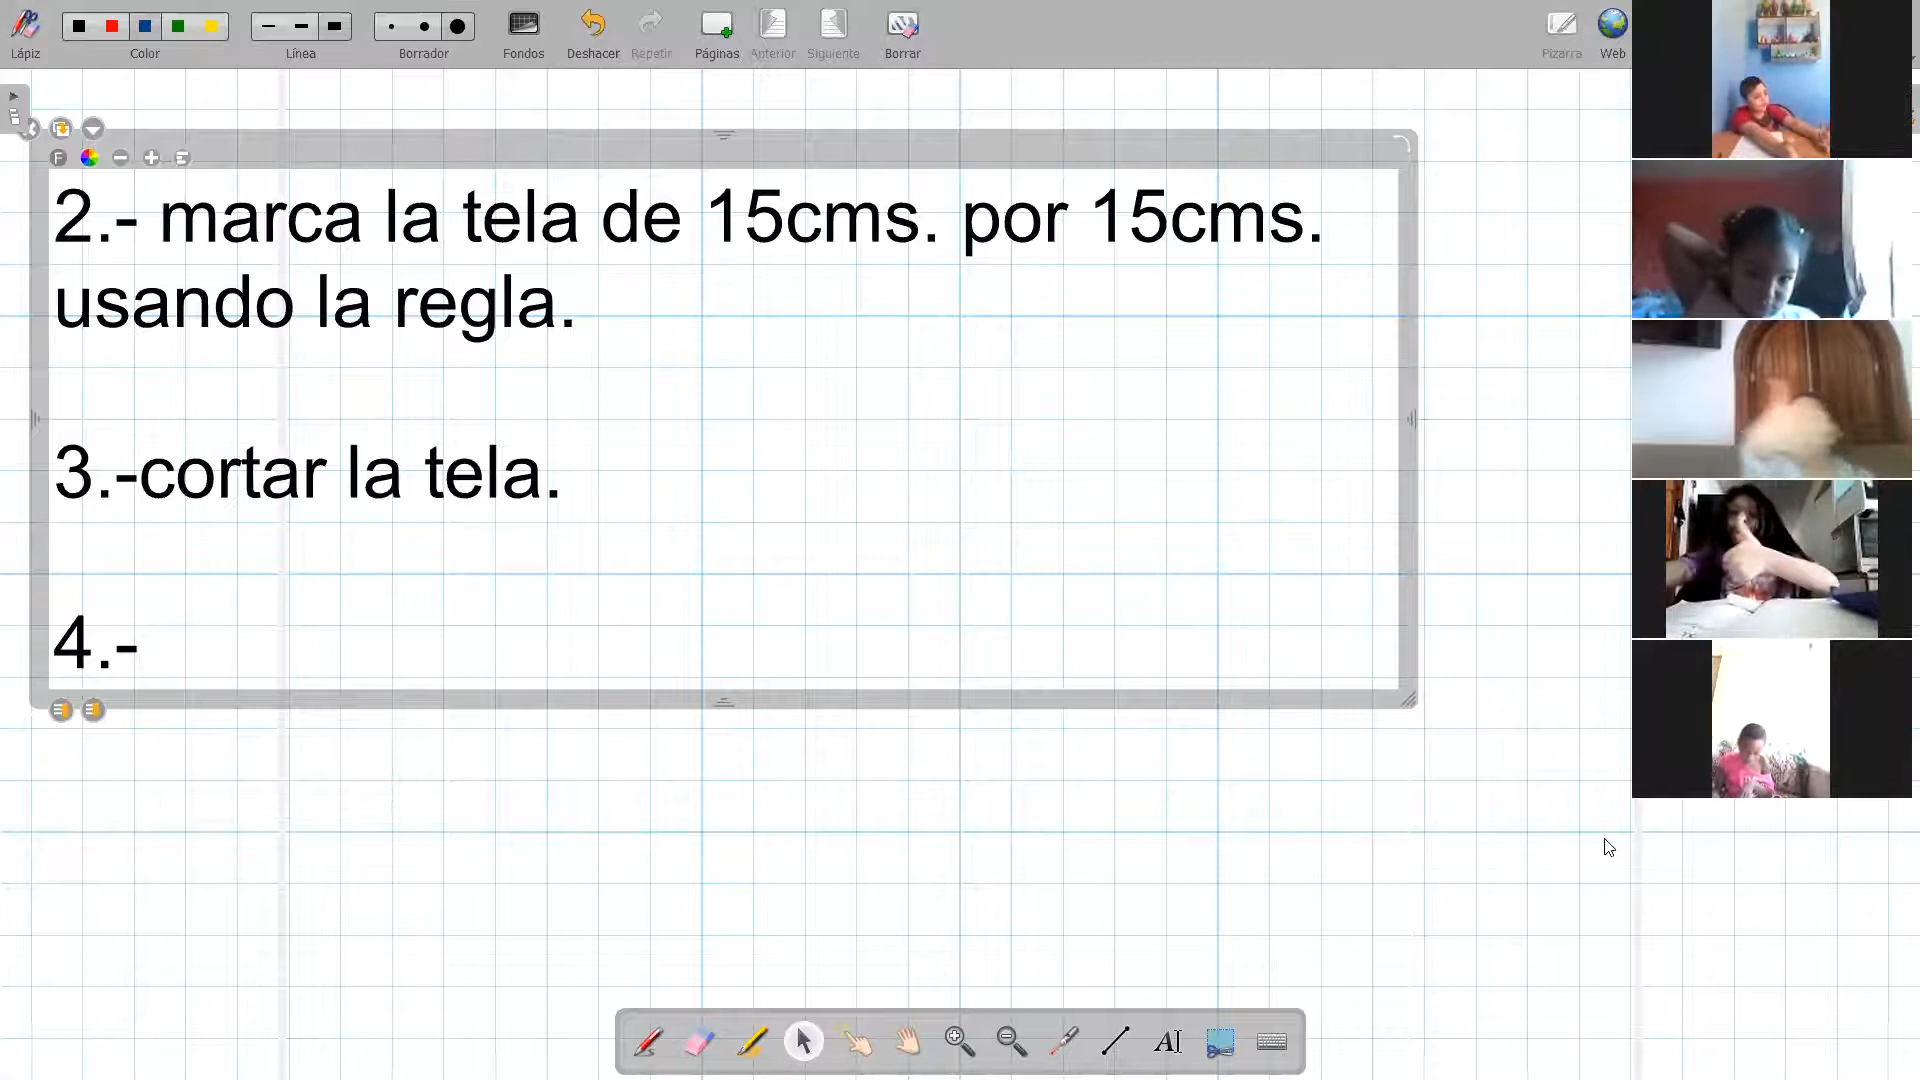 Lápiz
Color
Línea
Borrador
Fondos
Deshacer
Repetir
Páginas
Anterior
Siguiente
Borrar
Pizarra
Web
F
2.- marca la tela de 15cms. por 15cms.
usando la regla.
3.-cortar la tela.
4.-
AI